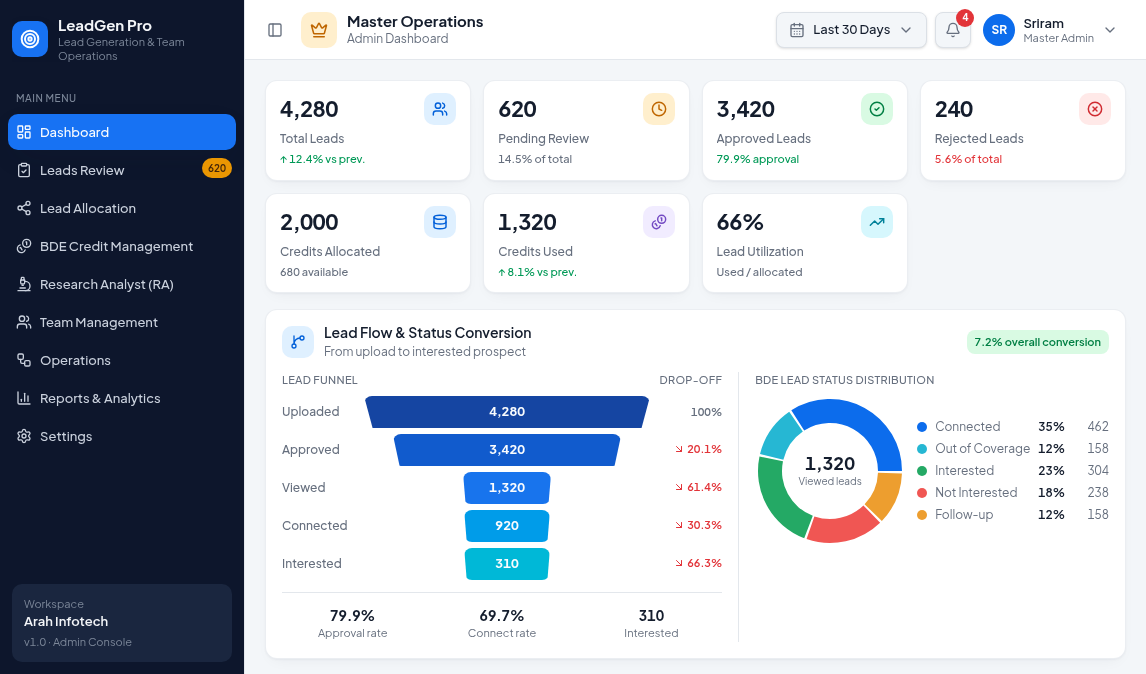 LeadGen Pro
Lead Generation & Team
Operations
MAIN MENU
Dashboard
Leads Review 620
Lead Allocation
BDE Credit Management
Research Analyst (RA)
Team Management
Operations
Reports & Analytics
Settings
Workspace
Arah Infotech
v1.0 · Admin Console
Master Operations
Admin Dashboard
Last 30 Days
4
SR
Sriram
Master Admin
4,280
Total Leads
↑ 12.4% vs prev.
620
Pending Review
14.5% of total
3,420
Approved Leads
79.9% approval
240
Rejected Leads
5.6% of total
2,000
Credits Allocated
680 available
1,320
Credits Used
↑ 8.1% vs prev.
66%
Lead Utilization
Used / allocated
Lead Flow & Status Conversion
From upload to interested prospect
7.2% overall conversion
LEAD FUNNEL DROP-OFF
Uploaded 4,280 100%
Approved 3,420 ↘ 20.1%
Viewed 1,320 ↘ 61.4%
Connected 920 ↘ 30.3%
Interested 310 ↘ 66.3%
79.9% 69.7% 310
Approval rate Connect rate Interested
BDE LEAD STATUS DISTRIBUTION
1,320
Viewed leads
Connected 35% 462
Out of Coverage 12% 158
Interested 23% 304
Not Interested 18% 238
Follow-up 12% 158